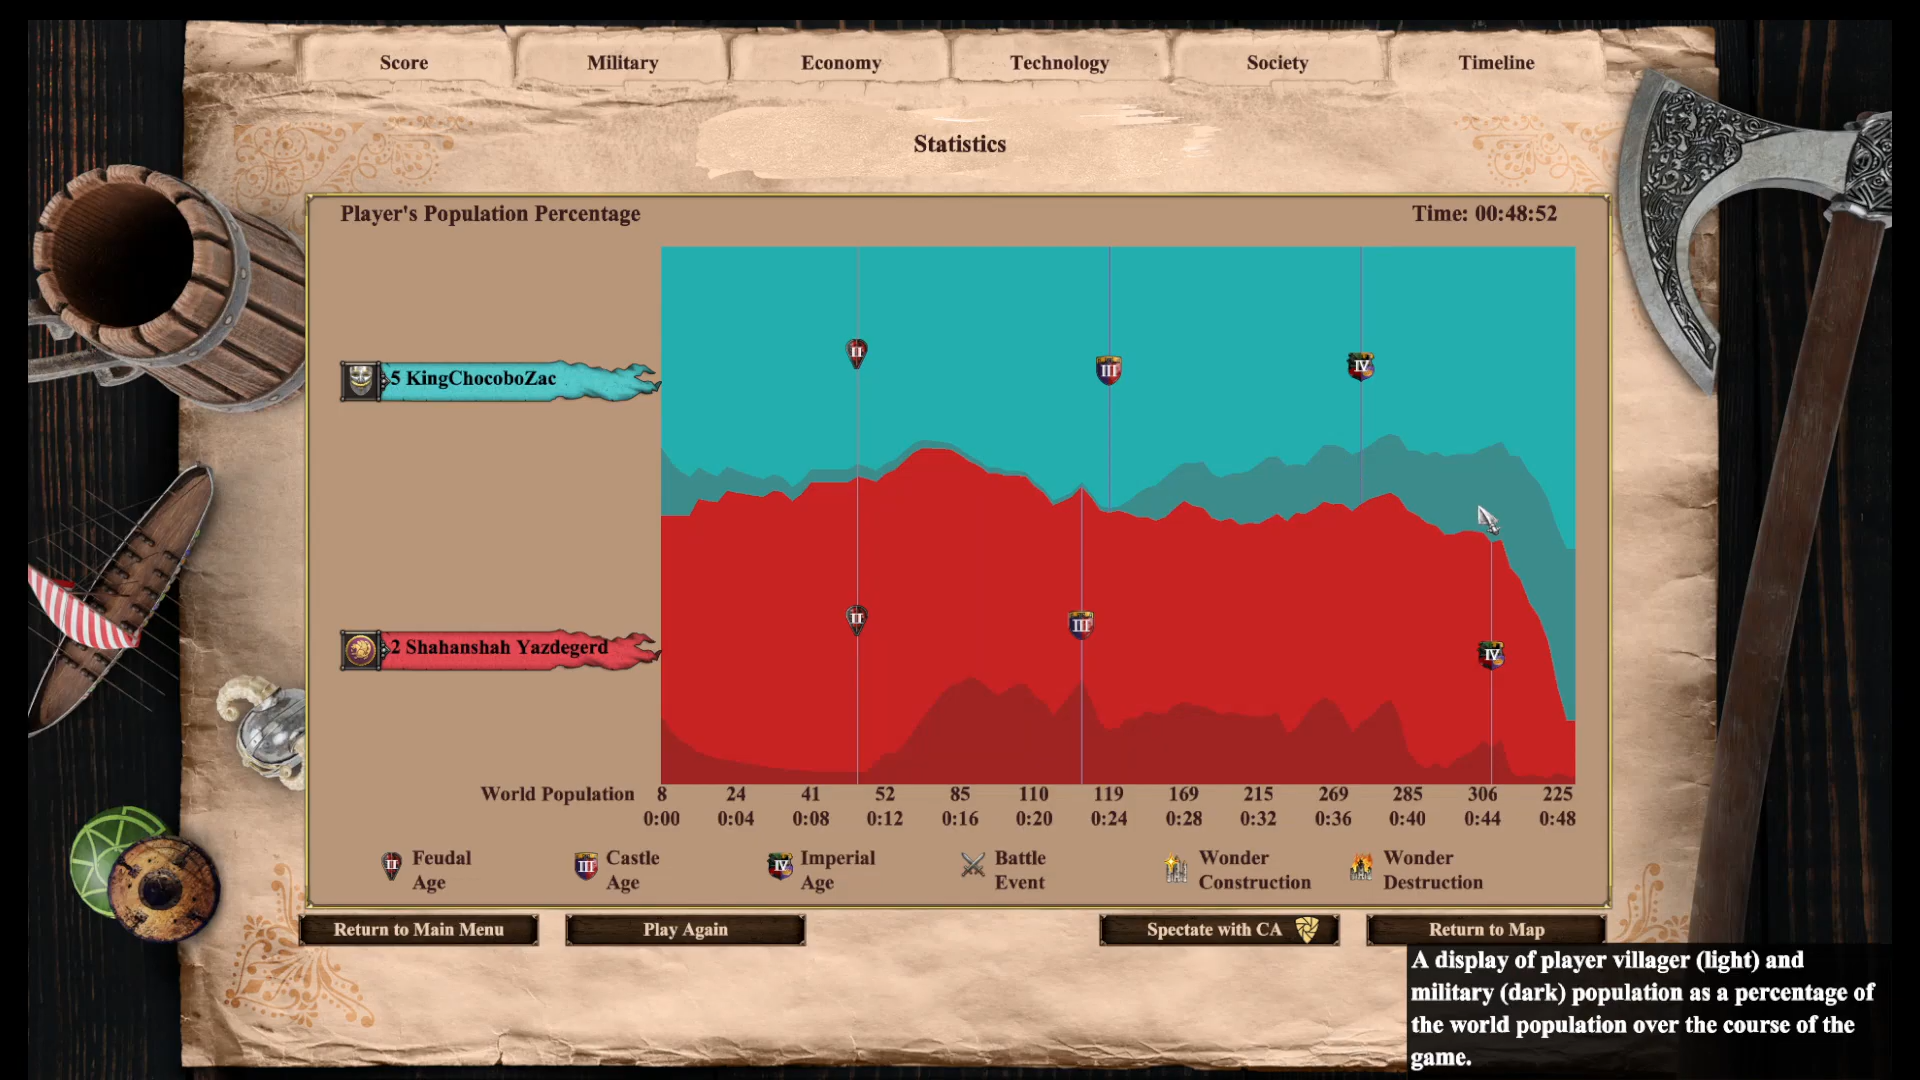 Score Military Economy Technology Society Timeline
Statistics
Player's Population Percentage Time: 00:48:52
II III IV
5 KingChocoboZac
II III IV
2 Shahanshah Yazdegerd
World Population 8 24 41 52 85 110 119 169 215 269 285 306 225
0:00 0:04 0:08 0:12 0:16 0:20 0:24 0:28 0:32 0:36 0:40 0:44 0:48
II Feudal Age
III Castle Age
IV Imperial Age
Battle Event
Wonder Construction
Wonder Destruction
Return to Main Menu Play Again Spectate with CA Return to Map
A display of player villager (light) and
military (dark) population as a percentage of
the world population over the course of the
game.